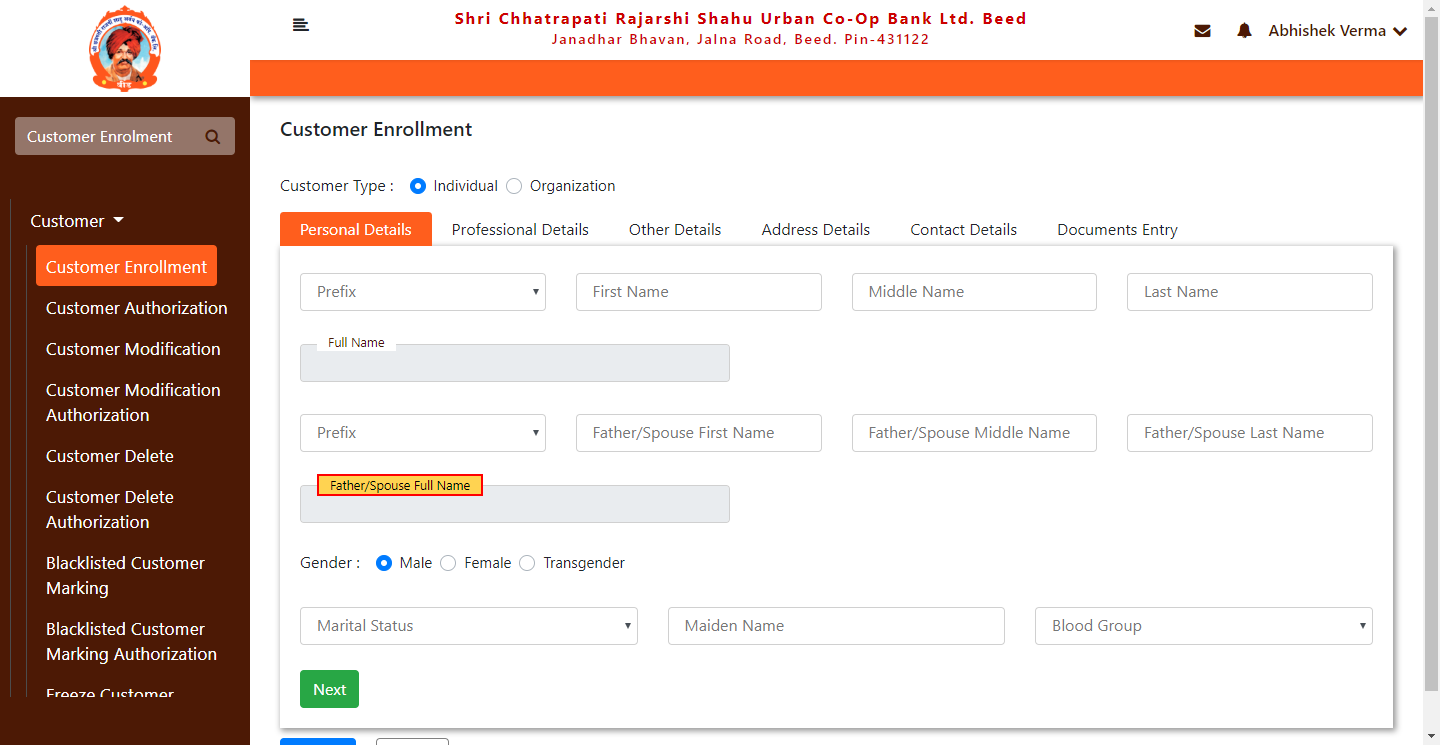 Shri Chhatrapati Rajarshi Shahu Urban Co-Op Bank Ltd. Beed
Janadhar Bhavan, Jalna Road, Beed. Pin-431122
Abhishek Verma
Customer Enrolment
Customer
Customer Enrollment
Customer Authorization
Customer Modification
Customer Modification
Authorization
Customer Delete
Customer Delete
Authorization
Blacklisted Customer
Marking
Blacklisted Customer
Marking Authorization
Freeze Customer
Customer Enrollment
Customer Type : Individual Organization
Personal Details Professional Details Other Details Address Details Contact Details Documents Entry
Prefix First Name Middle Name Last Name
Full Name
Prefix Father/Spouse First Name Father/Spouse Middle Name Father/Spouse Last Name
Father/Spouse Full Name
Gender : Male Female Transgender
Marital Status Maiden Name Blood Group
Next